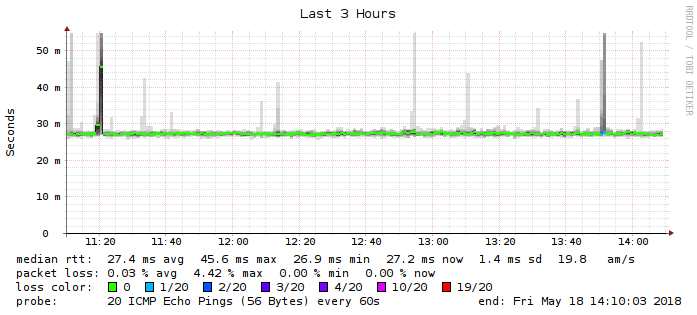 Last 3 Hours
RRDTOOL / TOBI OETIKER
Seconds
50 m
40 m
30 m
20 m
10 m
0
11:20 11:40 12:00 12:20 12:40 13:00 13:20 13:40 14:00
median rtt: 27.4 ms avg 45.6 ms max 26.9 ms min 27.2 ms now 1.4 ms sd 19.8 am/s
packet loss: 0.03 % avg 4.42 % max 0.00 % min 0.00 % now
loss color: 0 1/20 2/20 3/20 4/20 10/20 19/20
probe: 20 ICMP Echo Pings (56 Bytes) every 60s end: Fri May 18 14:10:03 2018